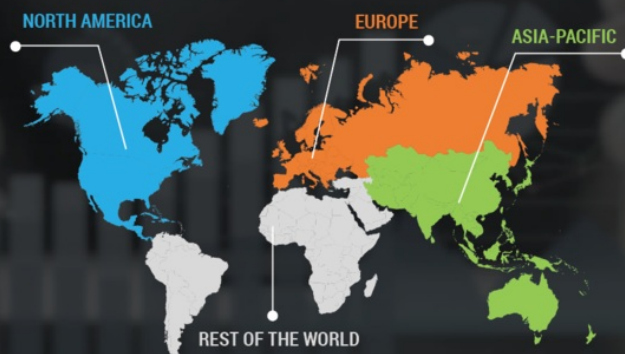 NORTH AMERICA
EUROPE
ASIA-PACIFIC
REST OF THE WORLD